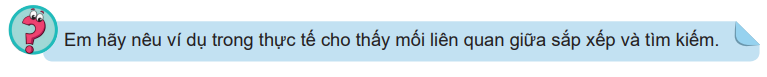 Em hãy nêu ví dụ trong thực tế cho thấy mối liên quan giữa sắp xếp và tìm kiếm.